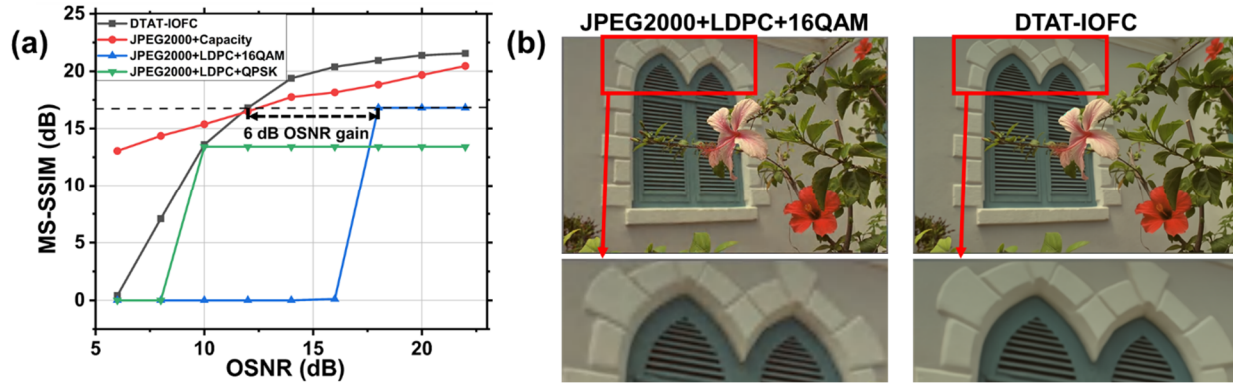 (a)
MS-SSIM (dB)
25
20
15
10
5
0
DTAT-IOFC
JPEG2000+Capacity
JPEG2000+LDPC+16QAM
JPEG2000+LDPC+QPSK
6 dB OSNR gain
5
10
15
20
OSNR (dB)
(b)
JPEG2000+LDPC+16QAM
DTAT-IOFC